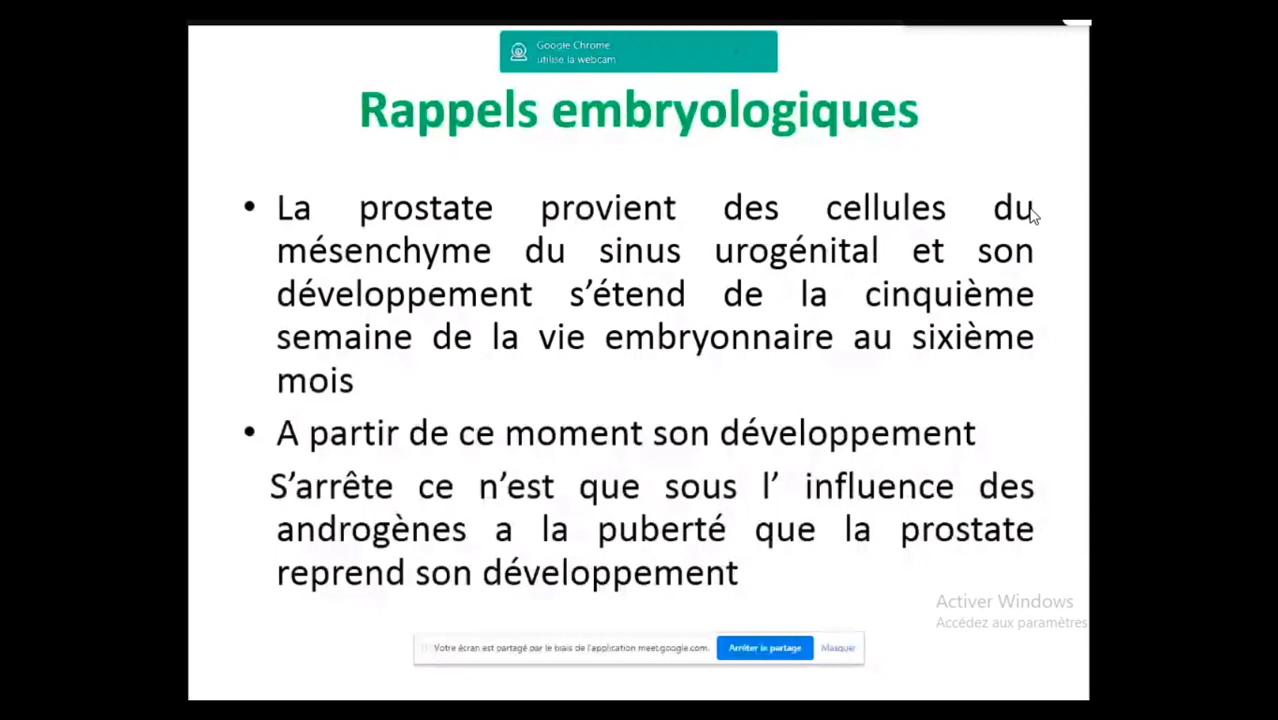 Google Chrome
utilise la webcam
Rappels embryologiques
• La prostate provient des cellules du
mésenchyme du sinus urogénital et son
développement s’étend de la cinquième
semaine de la vie embryonnaire au sixième
mois
• A partir de ce moment son développement
S’arrête ce n’est que sous l’ influence des
androgènes a la puberté que la prostate
reprend son développement
Activer Windows
Accédez aux paramètres
Votre écran est partagé par le biais de l'application meet.google.com. Arrêter le partage Masquer